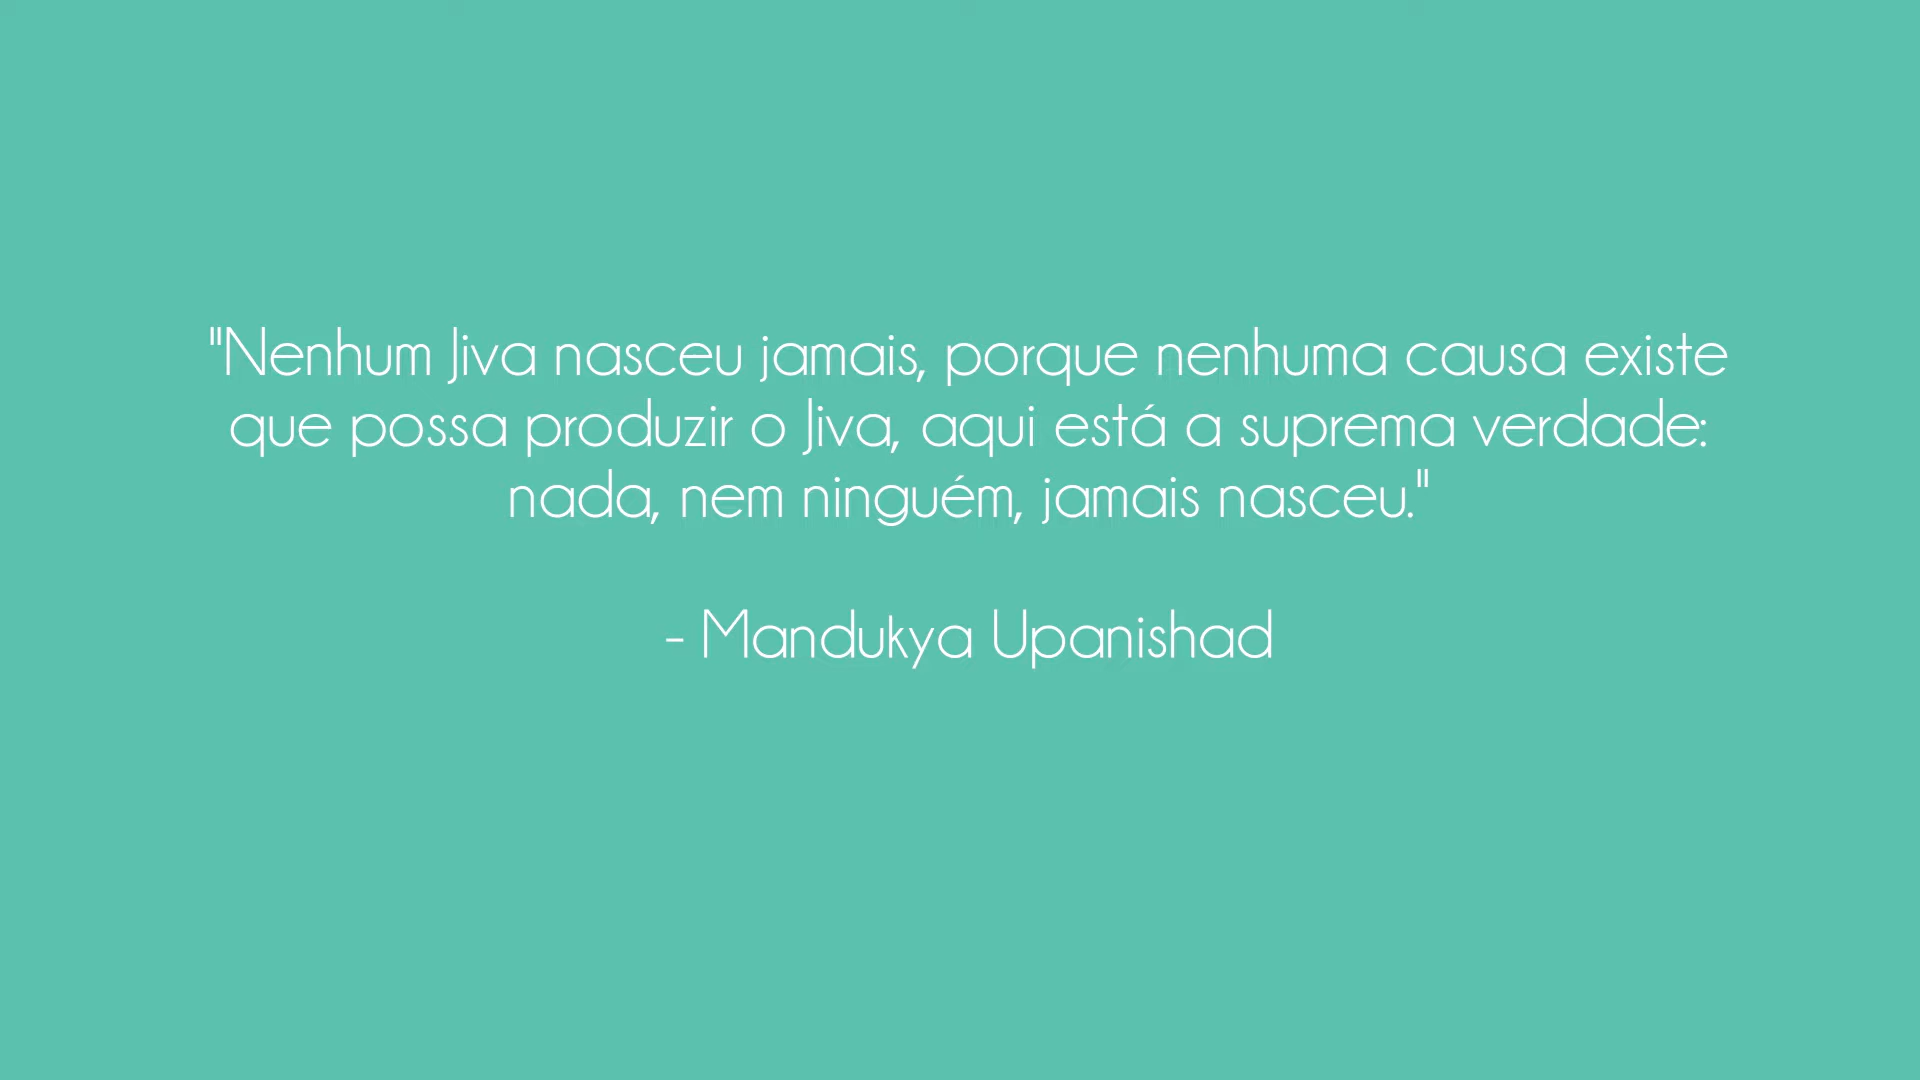 "Nenhum Jiva nasceu jamais, porque nenhuma causa existe
que possa produzir o Jiva, aqui está a suprema verdade:
nada, nem ninguém, jamais nasceu."
- Mandukya Upanishad